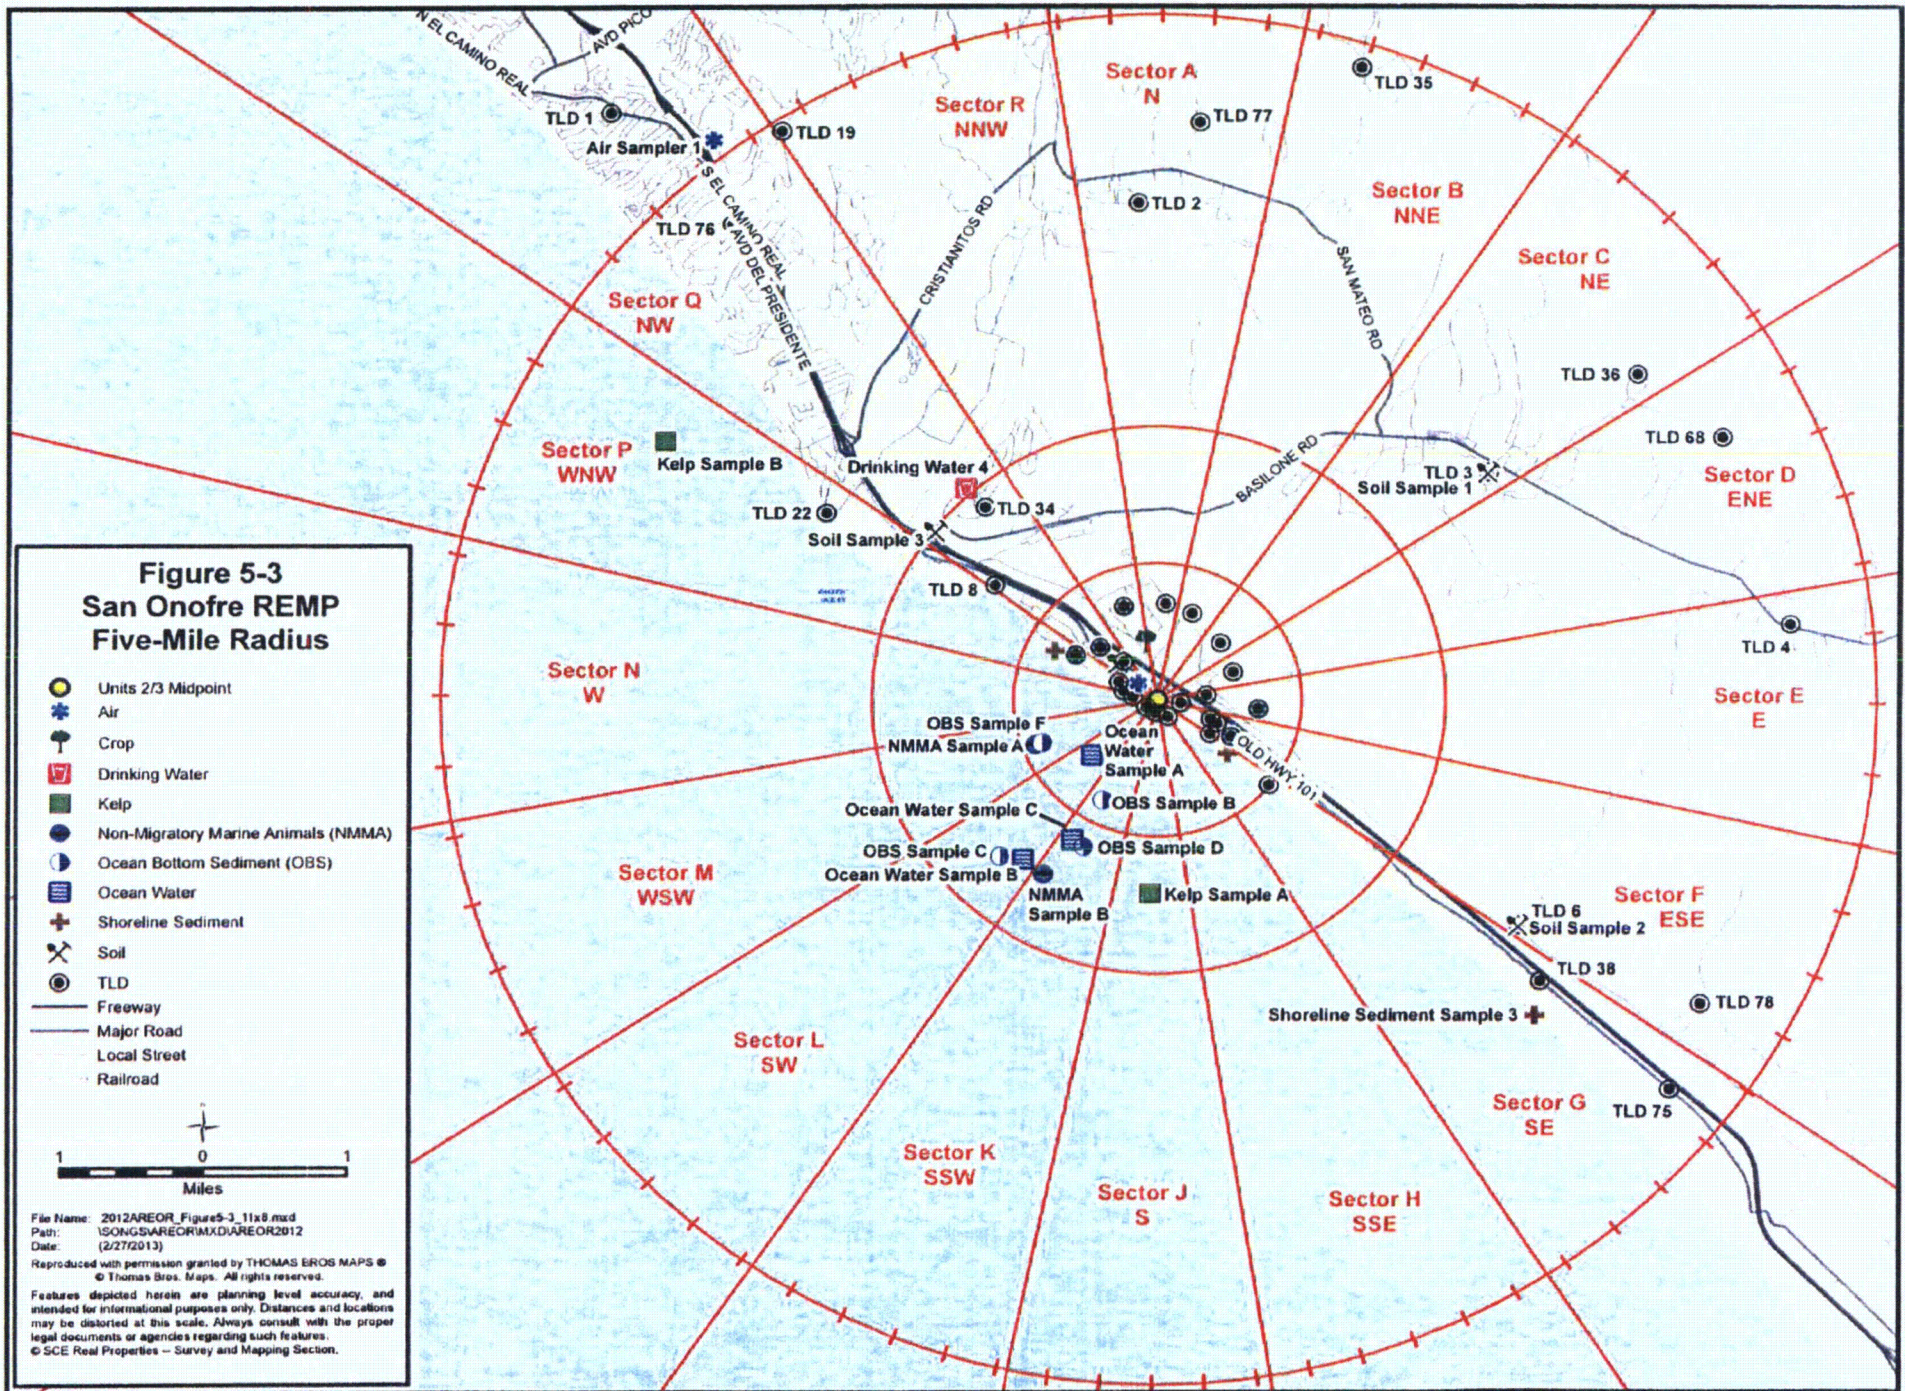 N EL CAMINO REAL
AVD PICO
TLD 1
Air Sampler 1
TLD 19
Sector R
NNW
Sector A
N
TLD 77
TLD 35
TLD 2
Sector B
NNE
S EL CAMINO REAL
TLD 76
AVD DEL PRESIDENTE
CRISTIANITOS RD
SAN MATEO RD
Sector C
NE
Sector Q
NW
TLD 36
TLD 68
Sector P
WNW
Kelp Sample B
Drinking Water 4
BASILONE RD
TLD 3
Soil Sample 1
Sector D
ENE
TLD 22
TLD 34
Soil Sample 3
TLD 8
TLD 4
Sector N
W
Sector E
E
OBS Sample F
NMMA Sample A
Ocean
Water
Sample A
OLD HWY 101
OBS Sample B
Ocean Water Sample C
OBS Sample D
OBS Sample C
Ocean Water Sample B
NMMA
Sample B
Kelp Sample A
Sector M
WSW
Sector F
ESE
TLD 6
Soil Sample 2
TLD 38
TLD 78
Shoreline Sediment Sample 3
Sector L
SW
TLD 75
Sector G
SE
Sector K
SSW
Sector J
S
Sector H
SSE
Figure 5-3
San Onofre REMP
Five-Mile Radius
Units 2/3 Midpoint
Air
Crop
Drinking Water
Kelp
Non-Migratory Marine Animals (NMMA)
Ocean Bottom Sediment (OBS)
Ocean Water
Shoreline Sediment
Soil
TLD
Freeway
Major Road
Local Street
Railroad
1 0 1
Miles
File Name: 2012AREOR_Figure5-3_11x8.mxd
Path: \SONGS\AREOR\MXD\AREOR2012
Date: (2/27/2013)
Reproduced with permission granted by THOMAS BROS MAPS ®
© Thomas Bros. Maps. All rights reserved.
Features depicted herein are planning level accuracy, and
intended for informational purposes only. Distances and locations
may be distorted at this scale. Always consult with the proper
legal documents or agencies regarding such features.
© SCE Real Properties – Survey and Mapping Section.